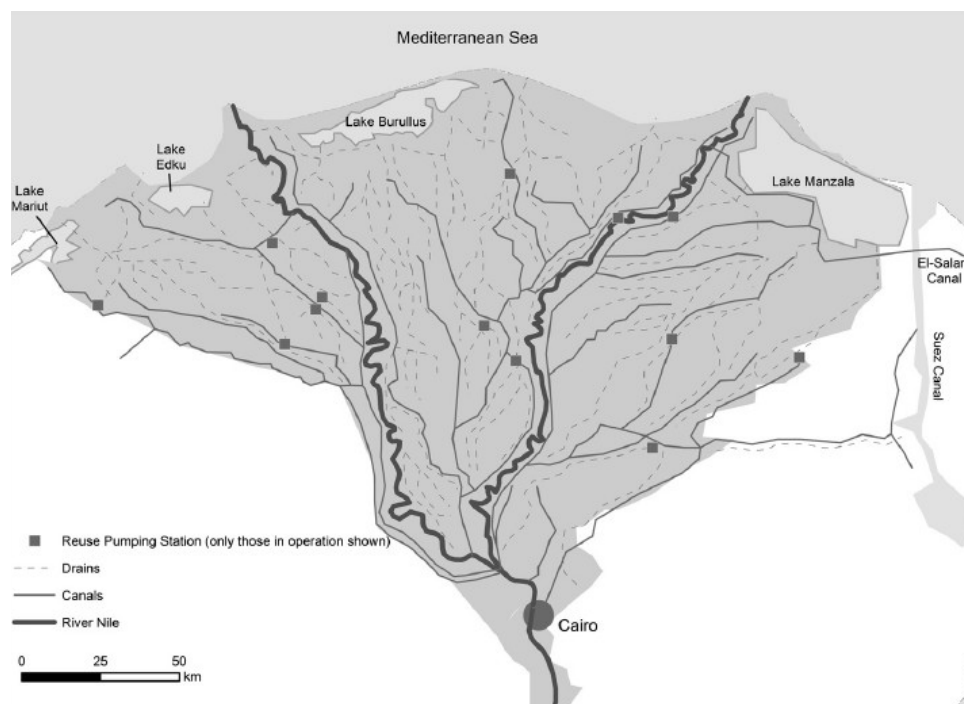 Mediterranean Sea
Lake Burullus
Lake
Edku
Lake
Mariut
Lake Manzala
El-Salar
Canal
Suez Canal
Reuse Pumping Station (only those in operation shown)
Drains
Canals
River Nile
Cairo
0 25 50
km